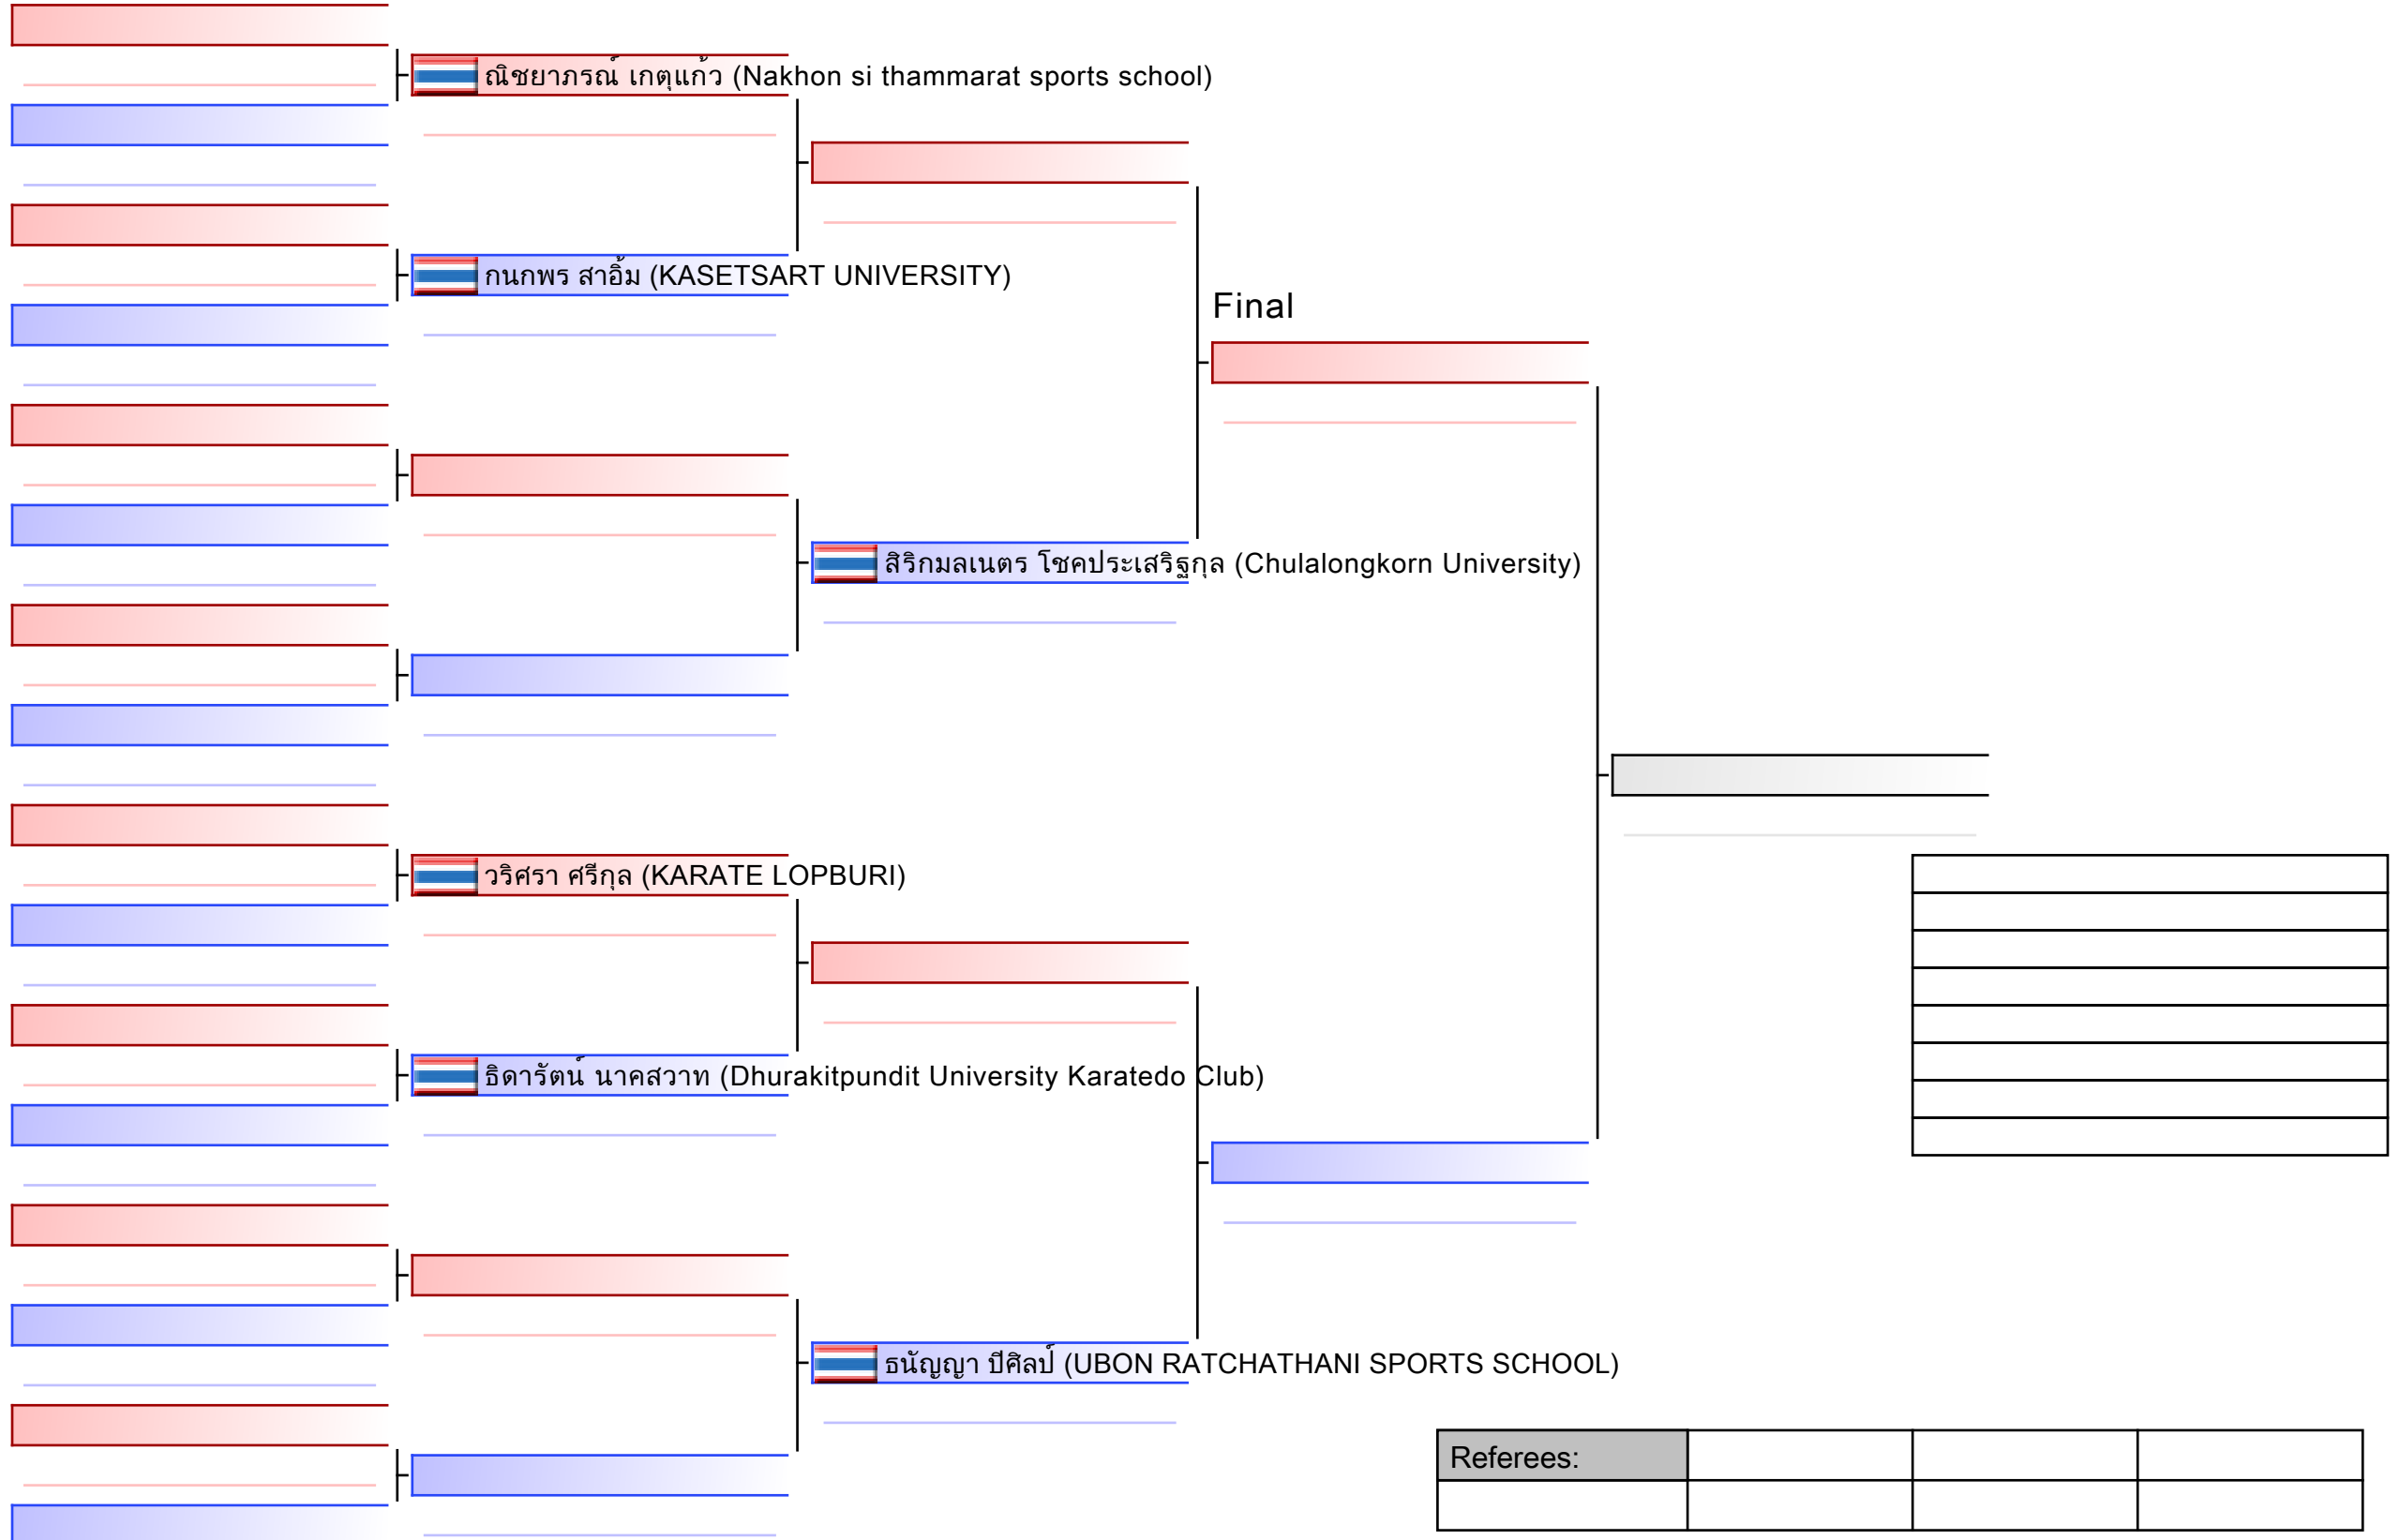 ณิชยาภรณ์ เกตุแก้ว (Nakhon si thammarat sports school)
กนกพร สาอิ้ม (KASETSART UNIVERSITY)
Final
สิริกมลเนตร โชคประเสริฐกุล (Chulalongkorn University)
วริศรา ศรีกุล (KARATE LOPBURI)
ธิดารัตน์ นาคสวาท (Dhurakitpundit University Karatedo Club)
ธนัญญา ปีศิลป์ (UBON RATCHATHANI SPORTS SCHOOL)
Referees: